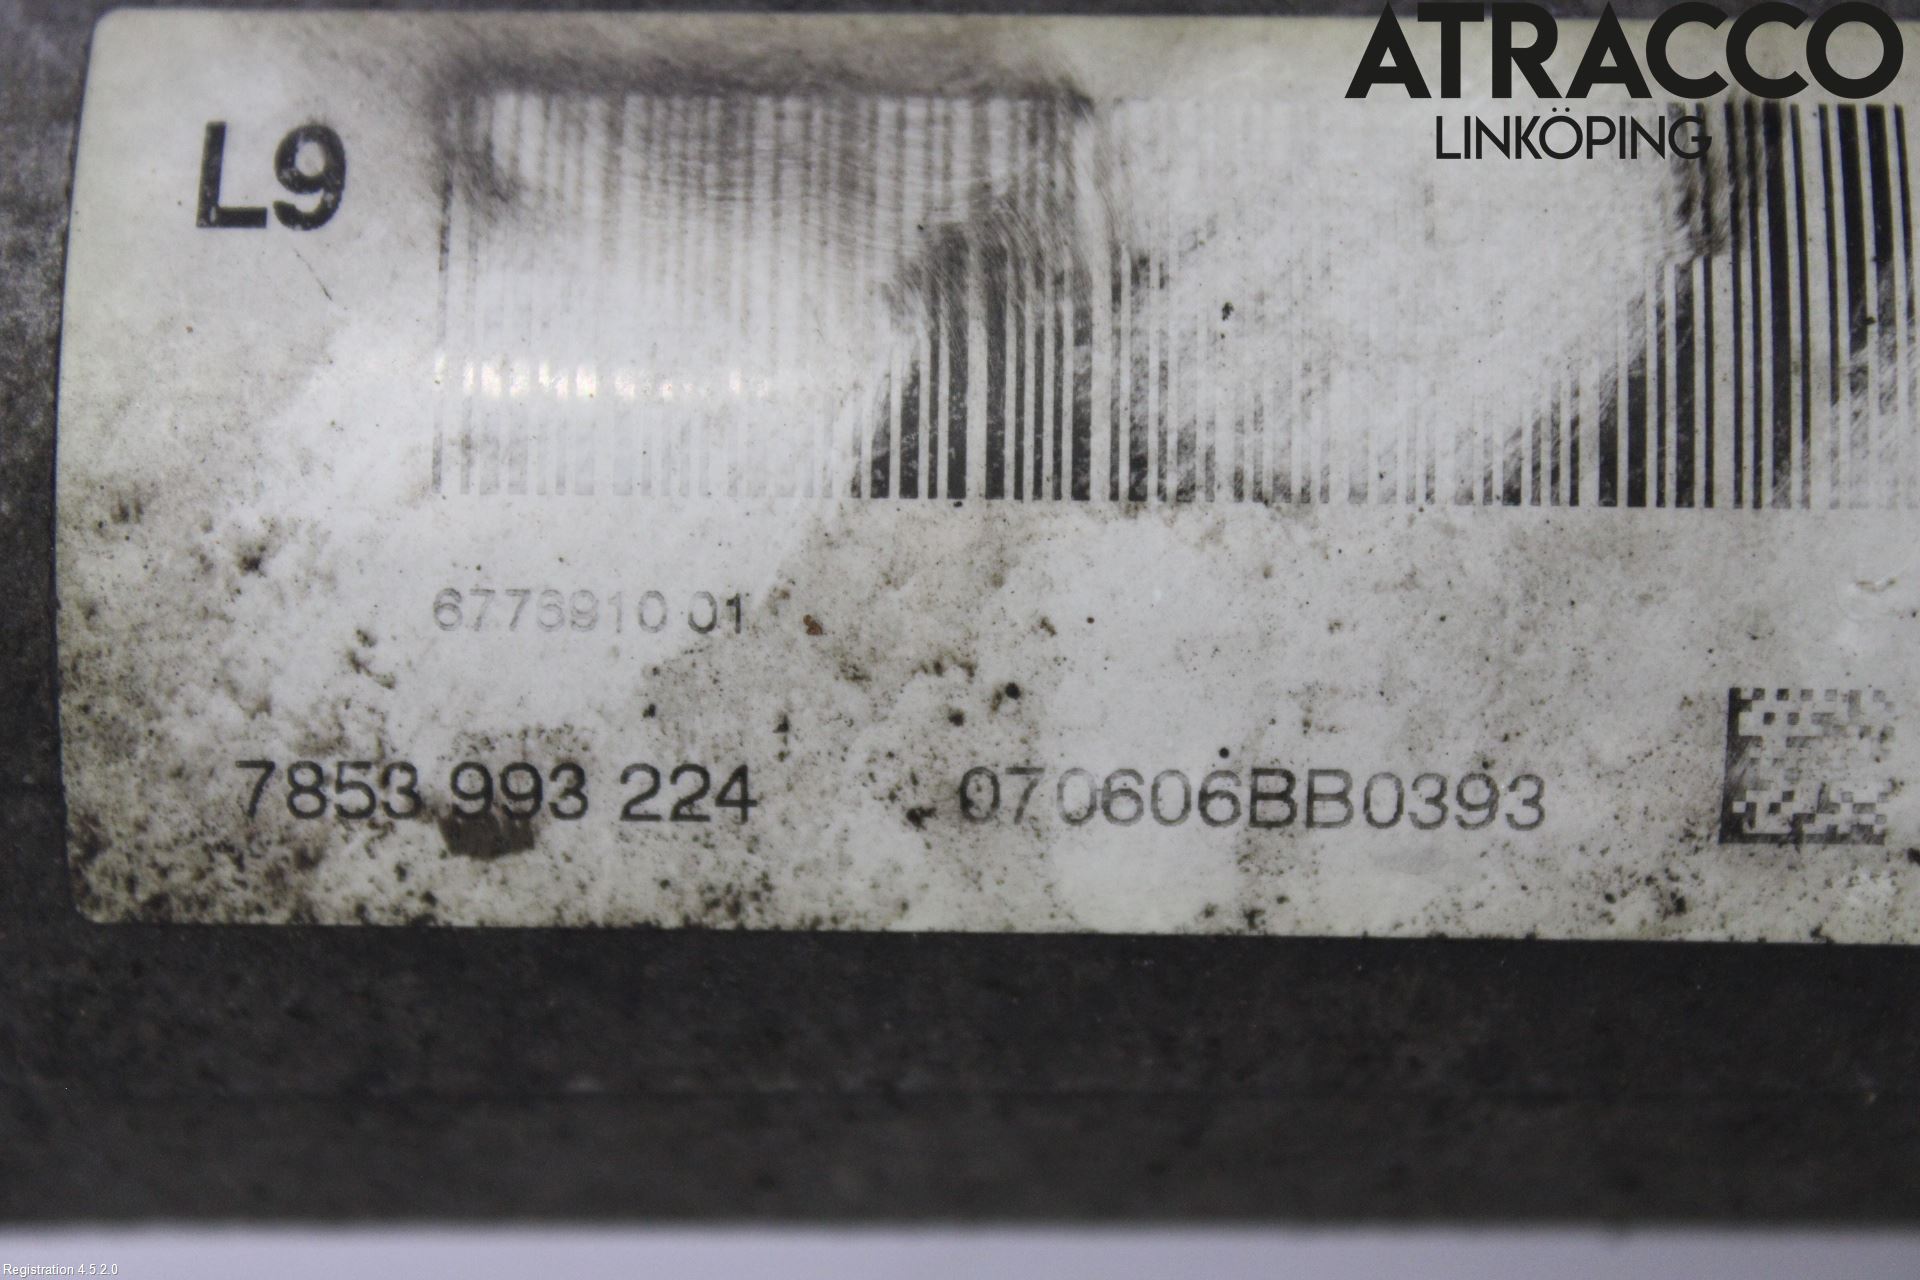 ATRACCO
LINKÖPING
L9
6776910 01
7853 993 224 070606BB0393
Registration 4.5.2.0